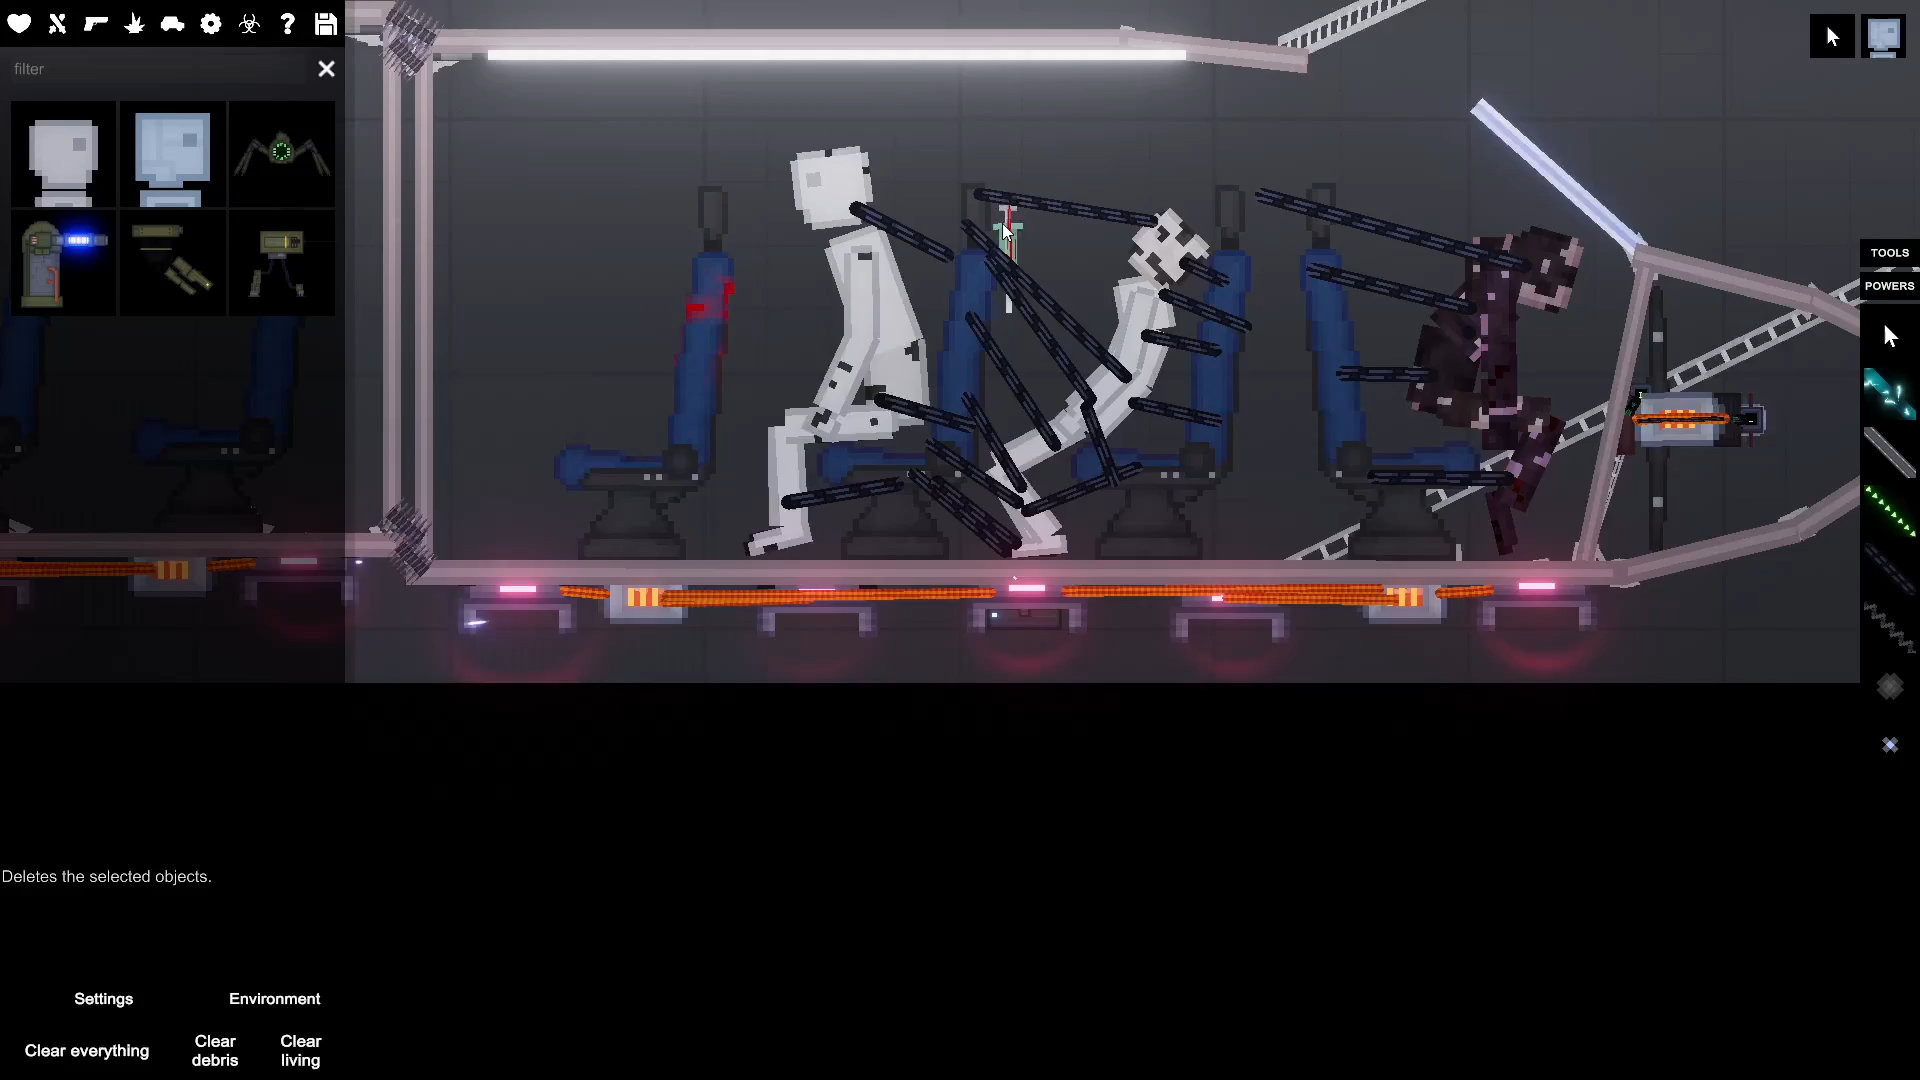 filter
TOOLS
POWERS
Deletes the selected objects.
Settings
Environment
Clear everything
Clear
debris
Clear
living